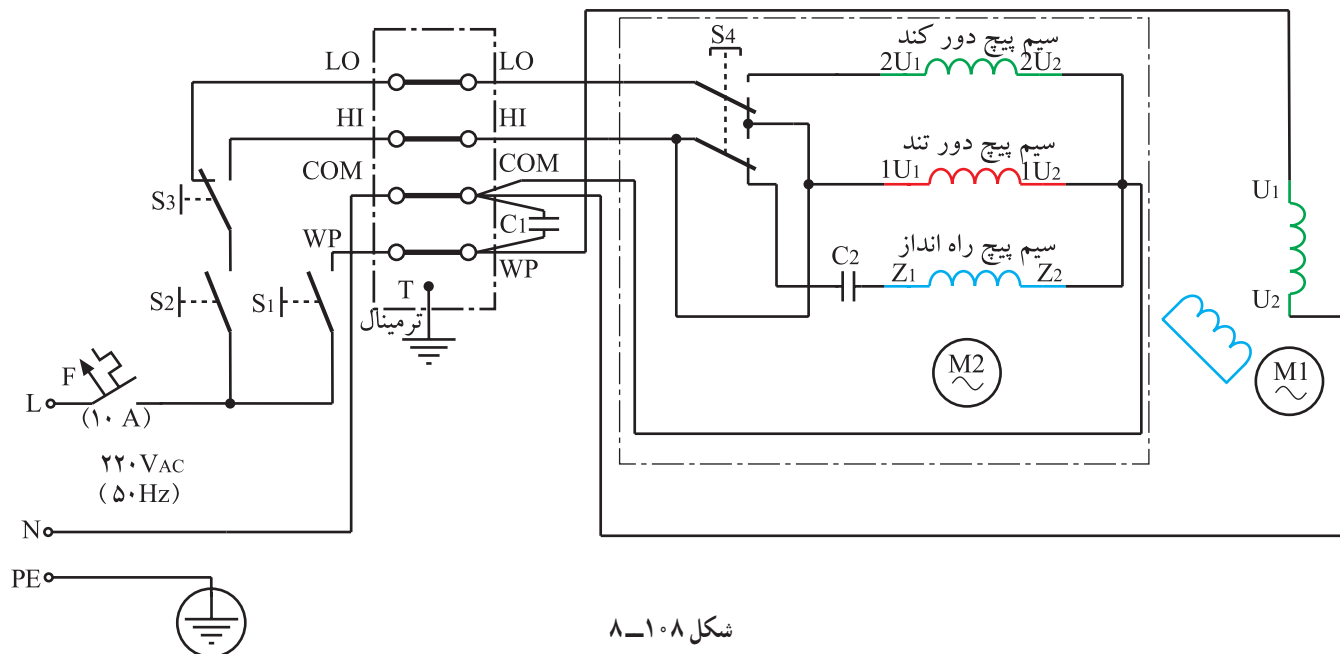 S4
سیم پیچ دور کند
2U1 2U2
LO LO
HI HI
سیم پیچ دور تند
COM COM
1U1 1U2
U1
S3
C1
WP WP
سیم پیچ راه انداز
C2
Z1 Z2
U2
S2
S1
T
ترمینال
M2
M1
F
L
(۱۰ A)
۲۲۰VAC
(۵۰Hz)
N
PE
شکل ۱۰۸ــ۸